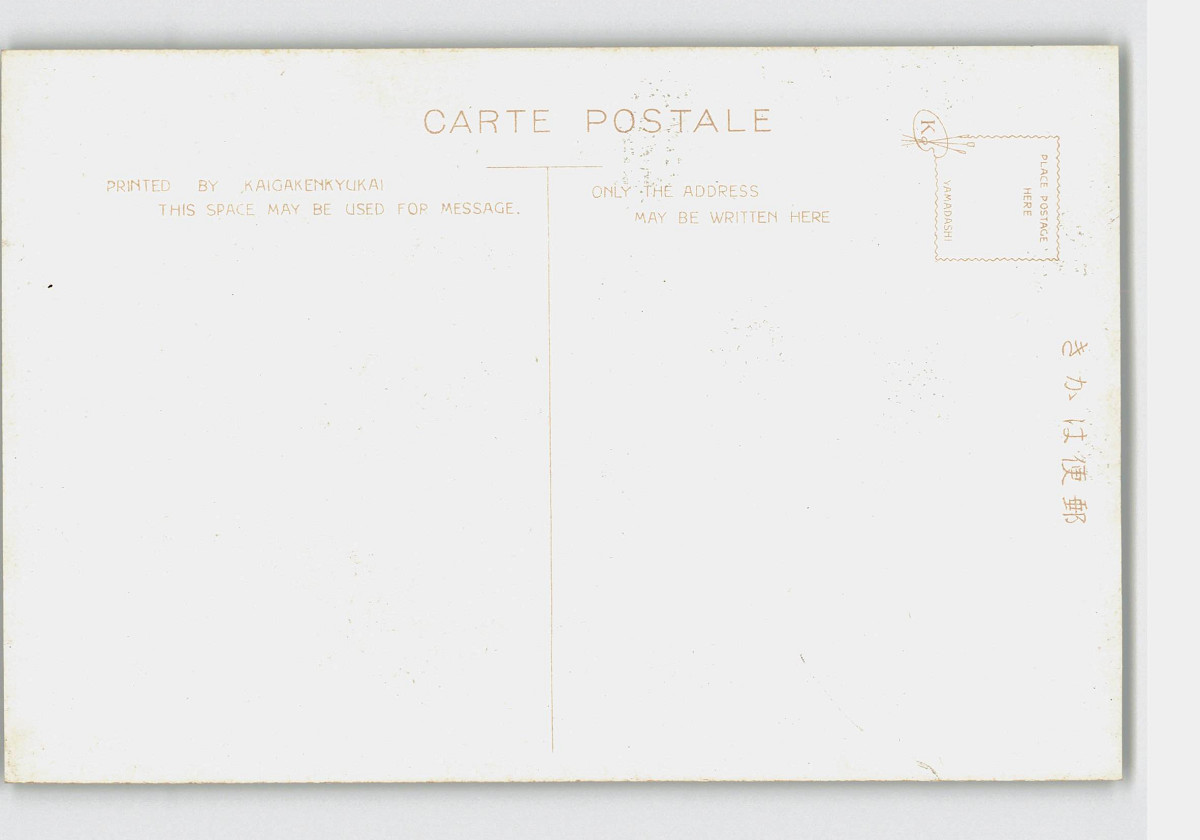 CARTE POSTALE
PRINTED BY KAIGAKENKYUKAI
THIS SPACE MAY BE USED FOR MESSAGE.
ONLY THE ADDRESS
MAY BE WRITTEN HERE
K
PLACE POSTAGE
HERE
YAMADASHI
きかは便郵